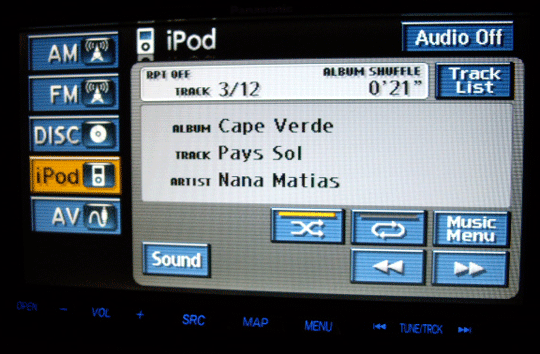 iPod
Audio Off
AM
FM
DISC
iPod
AV
RPT OFF
ALBUM SHUFFLE
TRACK 3/12
0'21"
Track
List
ALBUM Cape Verde
TRACK Pays Sol
ARTIST Nana Matias
Music
Menu
Sound
OPEN - VOL + SRC MAP MENU TUNE/TRCK